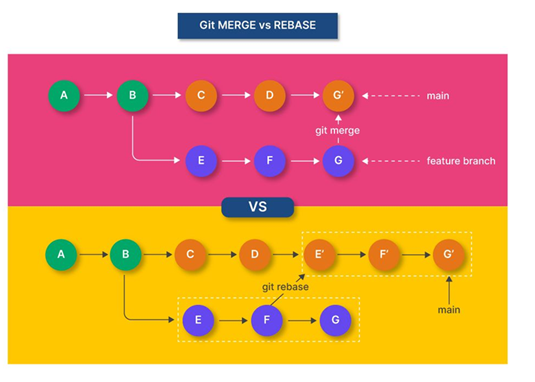 Git MERGE vs REBASE
A B C D G' main
git merge
E F G feature branch
VS
A B C D E' F' G'
git rebase
main
E F G